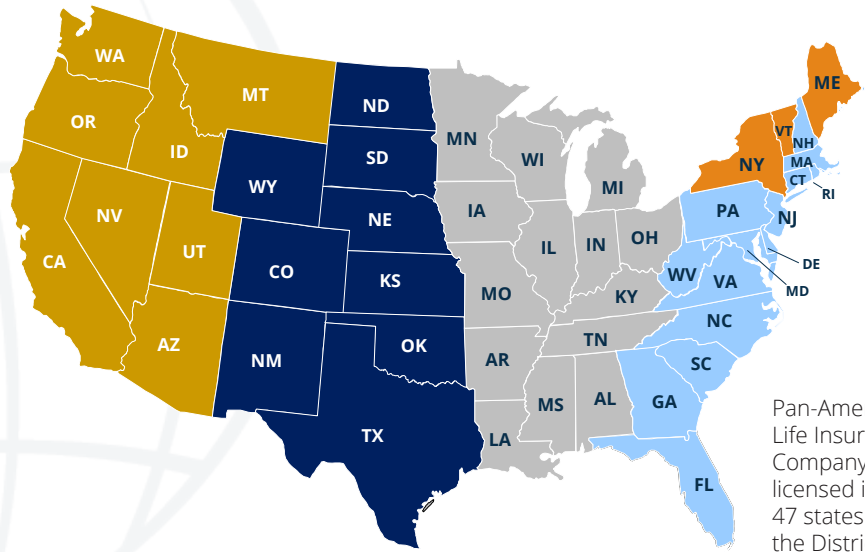 WA
MT
ND
MN
ME
VT
NH
OR
ID
SD
WI
NY
MA
CT
RI
WY
MI
NV
NE
IA
PA
NJ
UT
CO
KS
IL
IN
OH
WV
VA
DE
MD
CA
MO
KY
NC
AZ
NM
OK
AR
TN
SC
MS
AL
GA
TX
LA
FL
Pan-Ame
Life Insur
Company
licensed i
47 states
the Distri